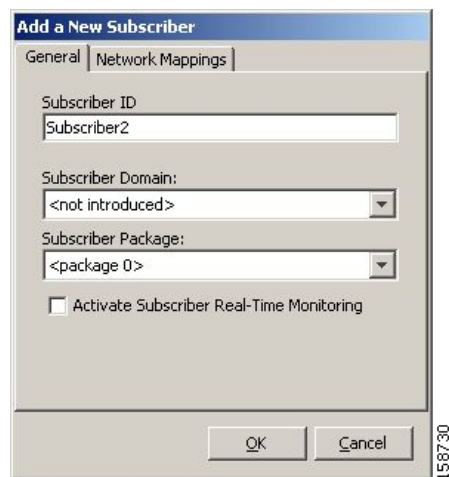 Add a New Subscriber
General Network Mappings
Subscriber ID
Subscriber2
Subscriber Domain:
<not introduced>
Subscriber Package:
<package 0>
Activate Subscriber Real-Time Monitoring
OK Cancel
158730